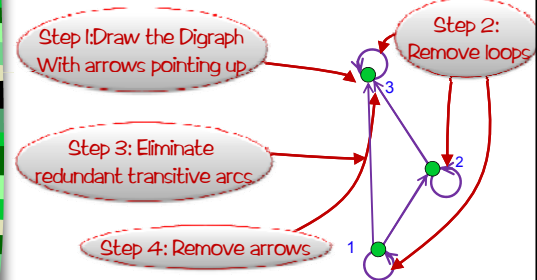 Step 1:Draw the Digraph
With arrows pointing up
Step 2:
Remove loops
3
Step 3: Eliminate
redundant transitive arcs
2
Step 4: Remove arrows
1